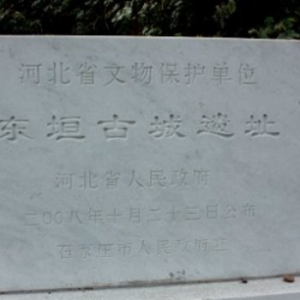 河北省文物保护单位
东垣古城遗址
河北省人民政府
二〇〇八年十月二十三日公布
石家庄市人民政府立